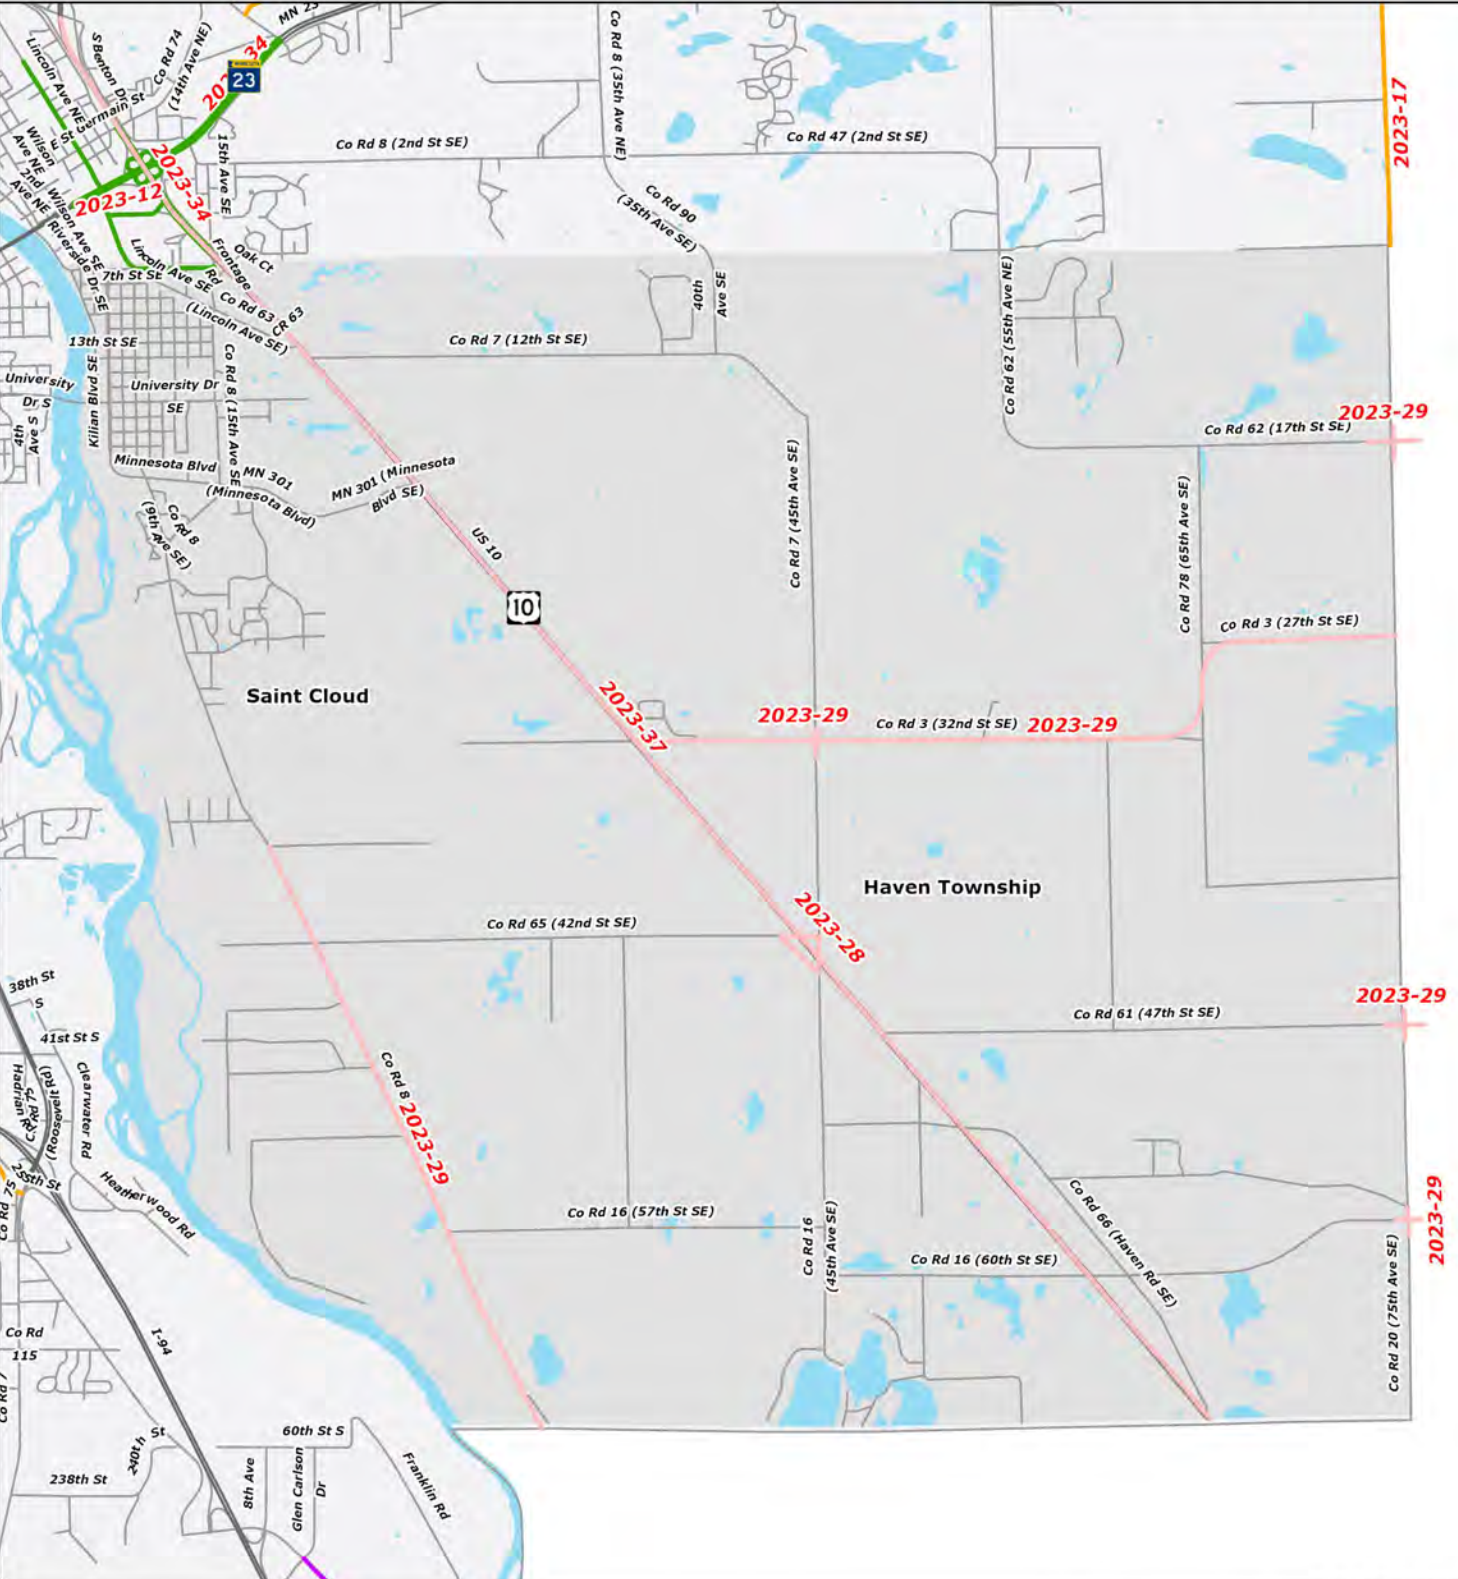 MN 23
2023-34
23
S Benton Dr
Co Rd 74
(14th Ave NE)
Lincoln Ave NE
E St Germain St
Wilson
Ave NE
2nd
Ave NE
15th Ave SE
Co Rd 8 (2nd St SE)
Co Rd 8 (35th Ave NE)
Co Rd 47 (2nd St SE)
2023-17
2023-12
2023-34
Wilson Ave SE
Riverside Dr SE
Lincoln Ave SE
Frontage
Rd
Oak Ct
7th St SE
Co Rd 90
(35th Ave SE)
40th
Ave SE
Co Rd 63
(Lincoln Ave SE)
CR 63
13th St SE
Co Rd 7 (12th St SE)
Co Rd 62 (55th Ave NE)
University
Dr S
4th
Ave S
Kilian Blvd SE
University Dr
SE
Co Rd 8 (15th Ave SE
2023-29
Co Rd 62 (17th St SE)
Minnesota Blvd
MN 301
(Minnesota Blvd)
MN 301 (Minnesota
Blvd SE)
Co Rd 8
(9th Ave SE)
US 10
10
Co Rd 7 (45th Ave SE)
Co Rd 78 (65th Ave SE)
Co Rd 3 (27th St SE)
Saint Cloud
2023-37
2023-29
Co Rd 3 (32nd St SE)
2023-29
Haven Township
2023-28
Co Rd 65 (42nd St SE)
38th St
S
41st St S
2023-29
Co Rd 61 (47th St SE)
Clearwater Rd
(Roosevelt Rd)
Co Rd 8
2023-29
255th St
Co Rd 75
Heatherwood Rd
Co Rd 16 (57th St SE)
Co Rd 16
(45th Ave SE)
Co Rd 66 (Haven Rd SE)
2023-29
Co Rd 16 (60th St SE)
Co Rd 20 (75th Ave SE)
I-94
Co Rd
115
60th St S
240th St
238th St
8th Ave
Glen Carlson
Dr
Franklin Rd